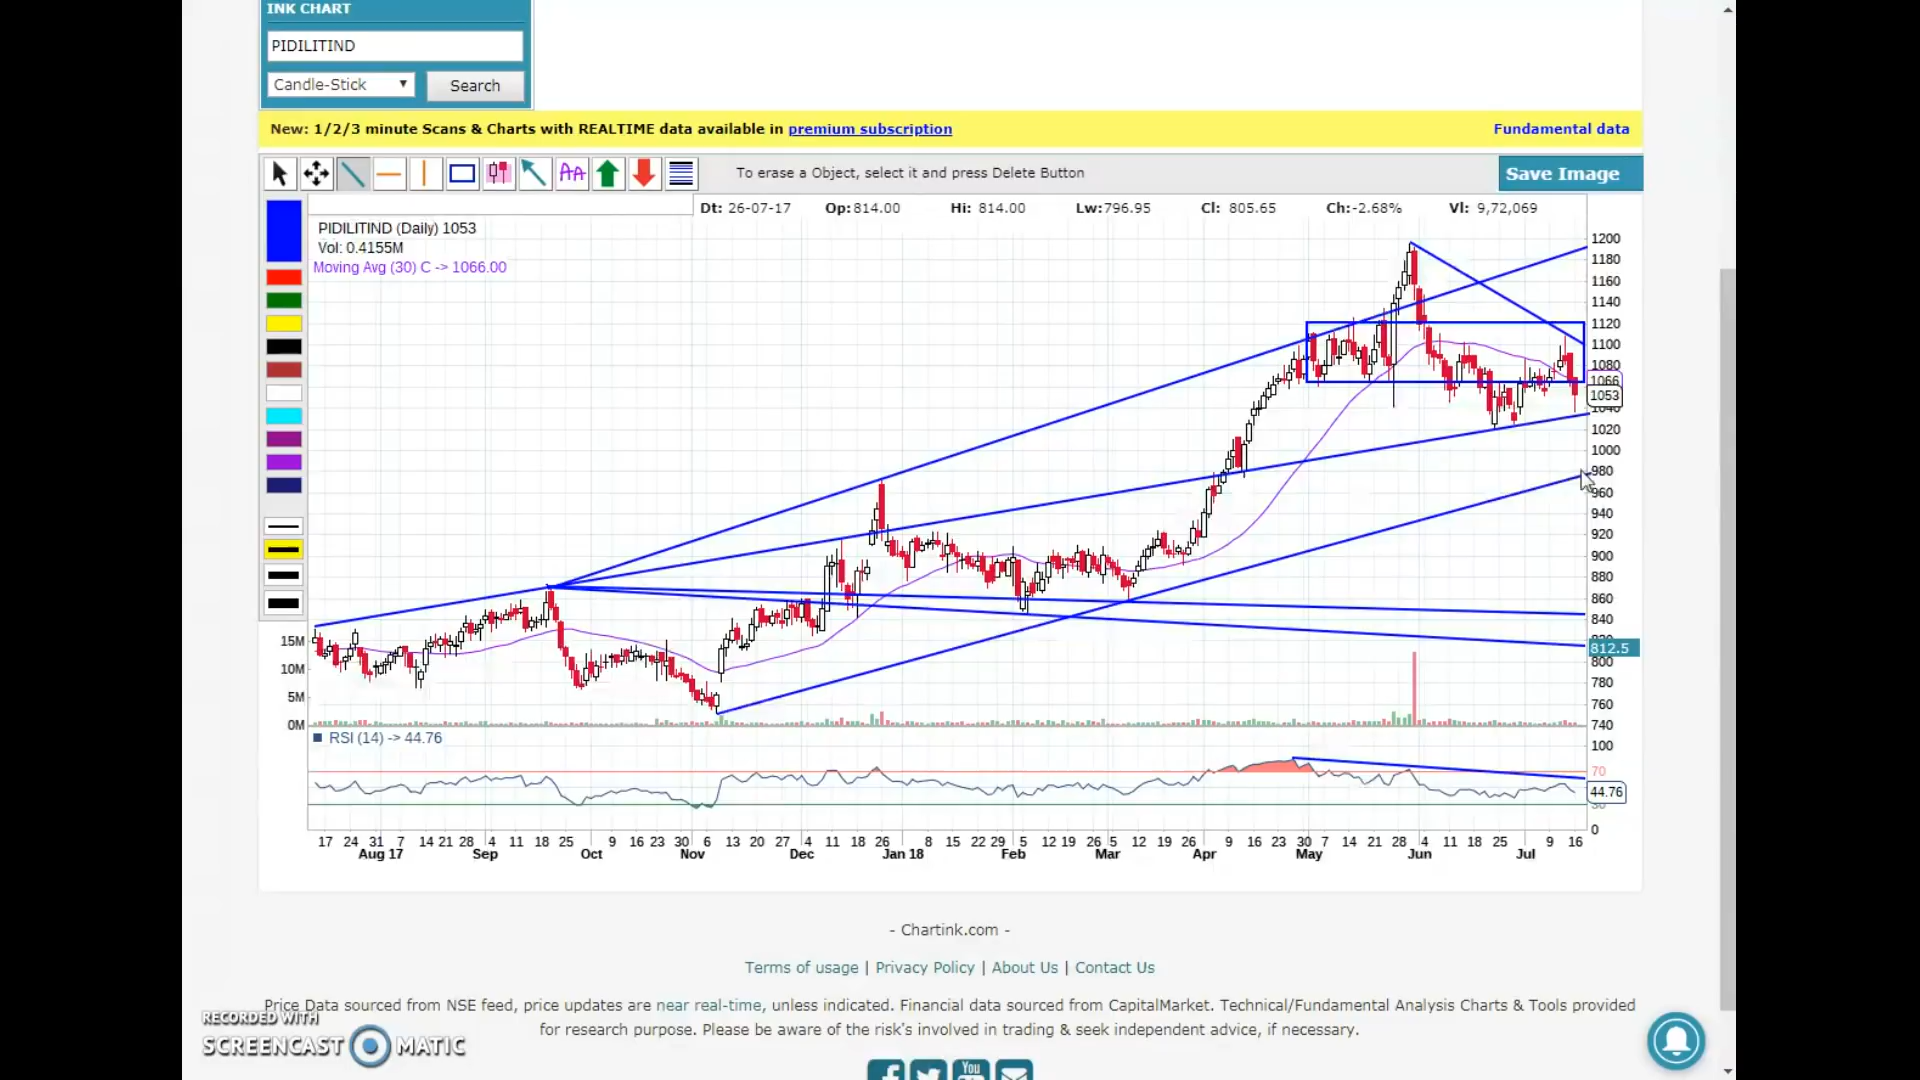 INK CHART
PIDILITIND
Candle-Stick ▼ Search
New: 1/2/3 minute Scans & Charts with REALTIME data available in premium subscription Fundamental data
AA To erase a Object, select it and press Delete Button Save Image
Dt: 26-07-17 Op:814.00 Hi: 814.00 Lw:796.95 Cl: 805.65 Ch:-2.68% Vl: 9,72,069
PIDILITIND (Daily) 1053
Vol: 0.4155M
Moving Avg (30) C -> 1066.00
1200
1180
1160
1140
1120
1100
1080
1066
1053
1040
1020
1000
980
960
940
920
900
880
860
840
820
812.5
800
780
760
740
15M
10M
5M
0M
RSI (14) -> 44.76
100
70
44.76
30
0
17 24 31 7 14 21 28 4 11 18 25 9 16 23 30 6 13 20 27 4 11 18 26 8 15 22 29 5 12 19 26 5 12 19 26 9 16 23 30 7 14 21 28 4 11 18 25 9 16
Aug 17 Sep Oct Nov Dec Jan 18 Feb Mar Apr May Jun Jul
- Chartink.com -
Terms of usage | Privacy Policy | About Us | Contact Us
Price Data sourced from NSE feed, price updates are near real-time, unless indicated. Financial data sourced from CapitalMarket. Technical/Fundamental Analysis Charts & Tools provided
for research purpose. Please be aware of the risk's involved in trading & seek independent advice, if necessary.
RECORDED WITH
SCREENCAST MATIC
You